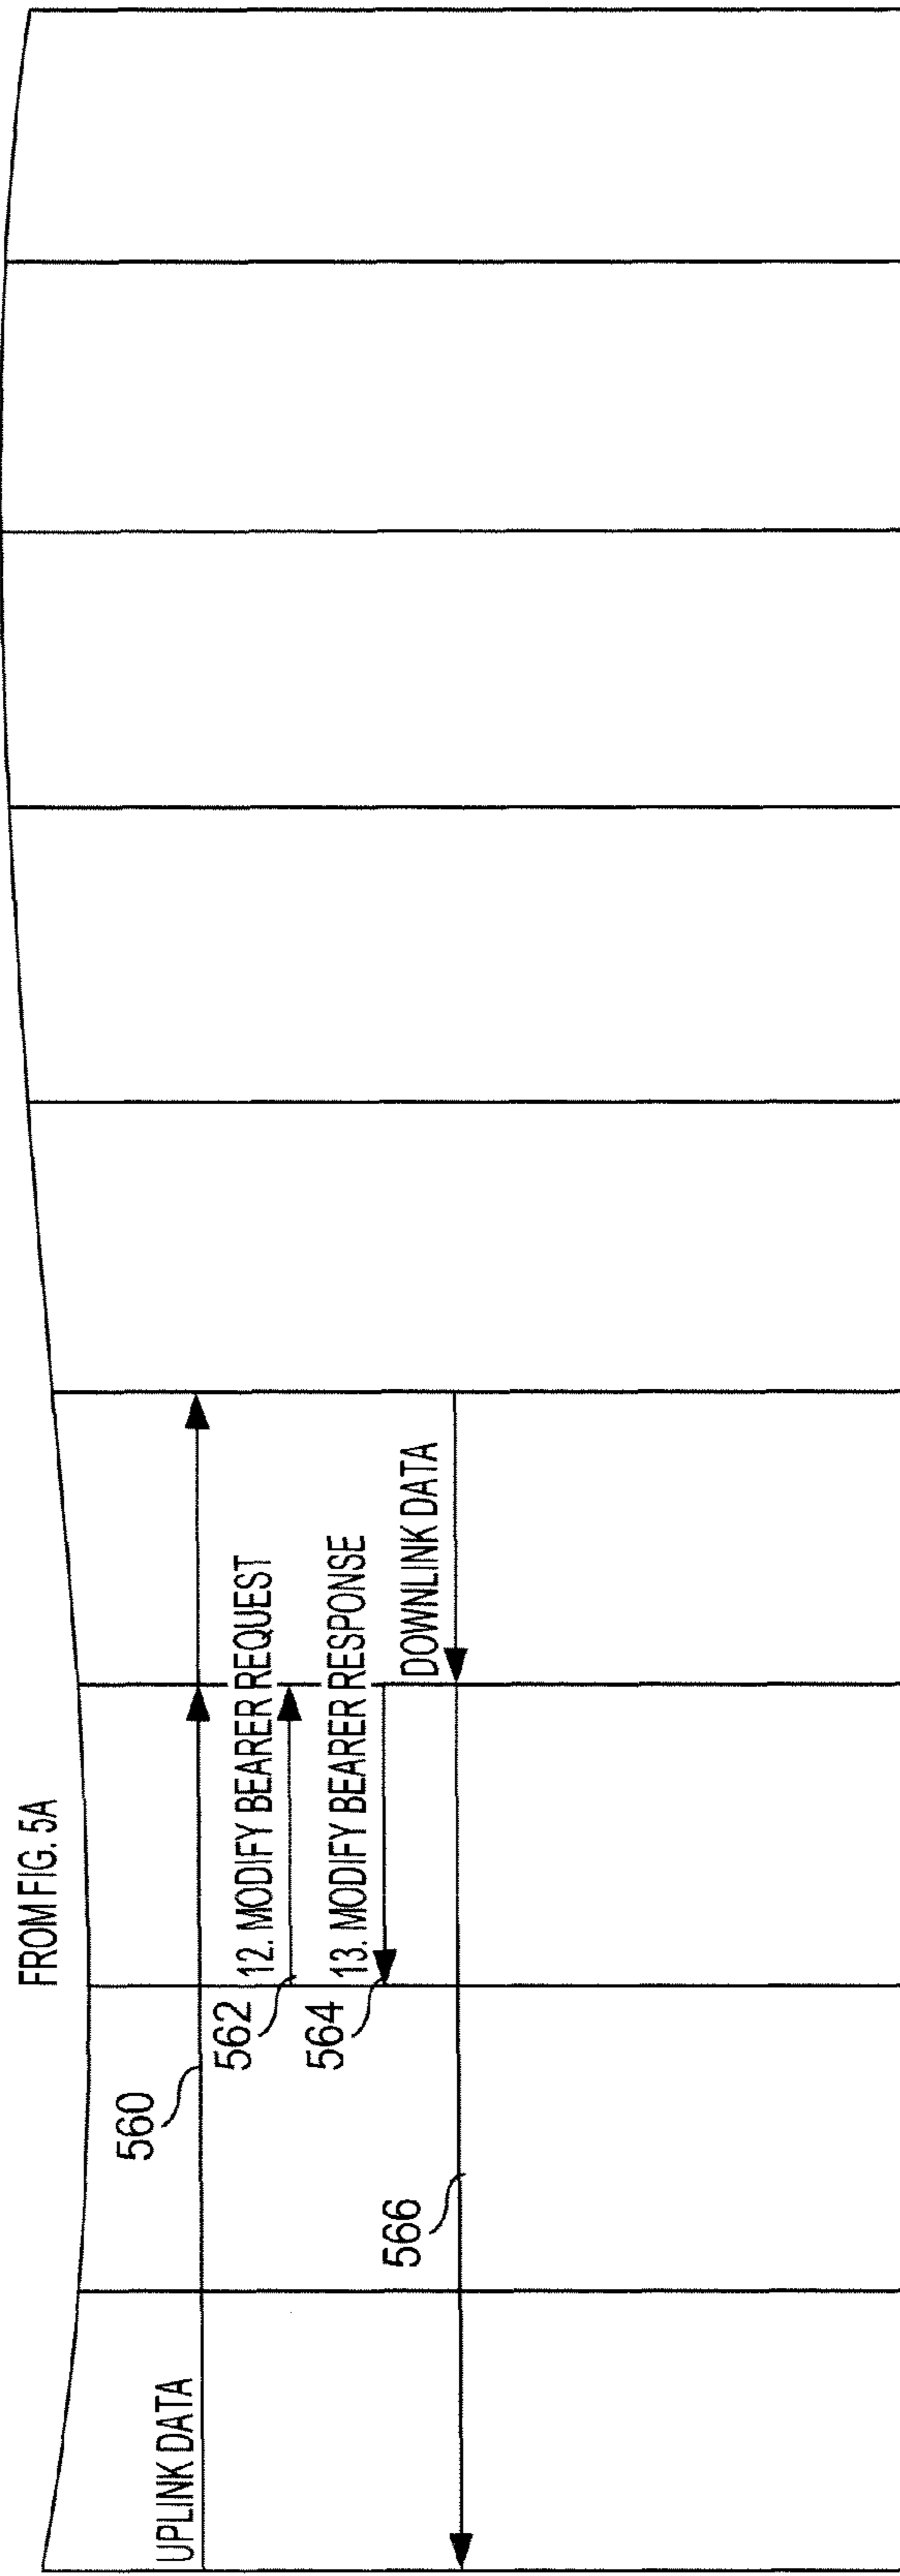 FROM FIG. 5A
UPLINK DATA
560
12. MODIFY BEARER REQUEST
562
13. MODIFY BEARER RESPONSE
564
DOWNLINK DATA
566